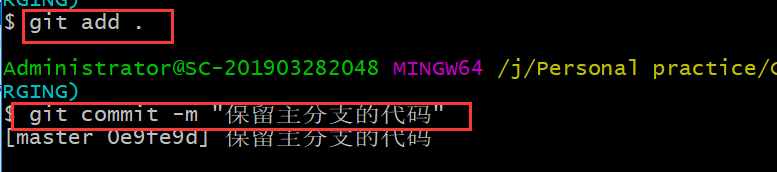 RGING)
$ git add .
Administrator@SC-201903282048 MINGW64 /j/Personal practice/
RGING)
$ git commit -m "保留主分支的代码"
[master 0e9fe9d] 保留主分支的代码